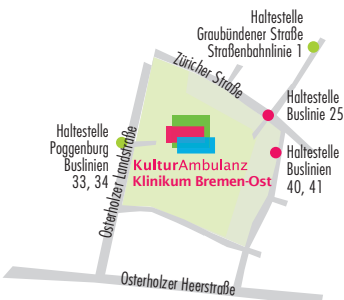 Haltestelle
Graubündener Straße
Straßenbahnlinie 1
Züricher Straße
Haltestelle
Buslinie 25
Haltestelle
Poggenburg
Buslinien
33, 34
Haltestelle
Buslinien
40, 41
KulturAmbulanz
Klinikum Bremen-Ost
Osterholzer Landstraße
Osterholzer Heerstraße